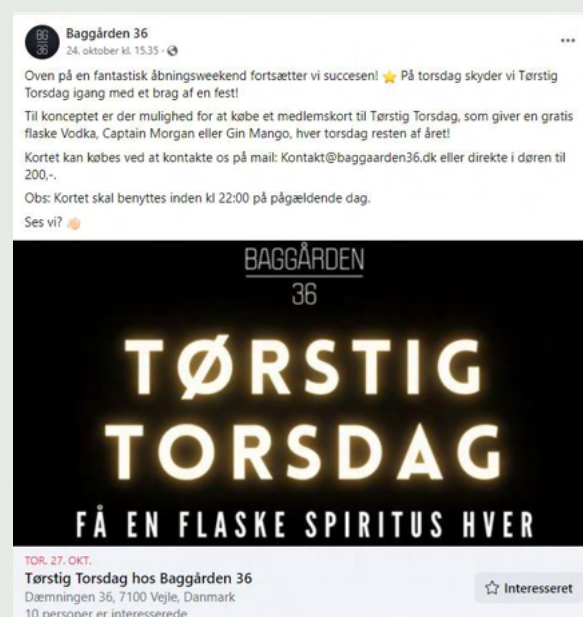 BG
36
Baggården 36
24. oktober kl. 15.35 ·
Oven på en fantastisk åbningsweekend fortsætter vi succesen! ⭐ På torsdag skyder vi Tørstig
Torsdag igang med et brag af en fest!
Til konceptet er der mulighed for at købe et medlemskort til Tørstig Torsdag, som giver en gratis
flaske Vodka, Captain Morgan eller Gin Mango, hver torsdag resten af året!
Kortet kan købes ved at kontakte os på mail: Kontakt@baggaarden36.dk eller direkte i døren til
200,-.
Obs: Kortet skal benyttes inden kl 22:00 på pågældende dag.
Ses vi? 👋🏻
BAGGÅRDEN
36
TØRSTIG
TORSDAG
FÅ EN FLASKE SPIRITUS HVER
TOR. 27. OKT.
Tørstig Torsdag hos Baggården 36
Dæmningen 36, 7100 Vejle, Danmark
10 personer er interesserede
Interesseret